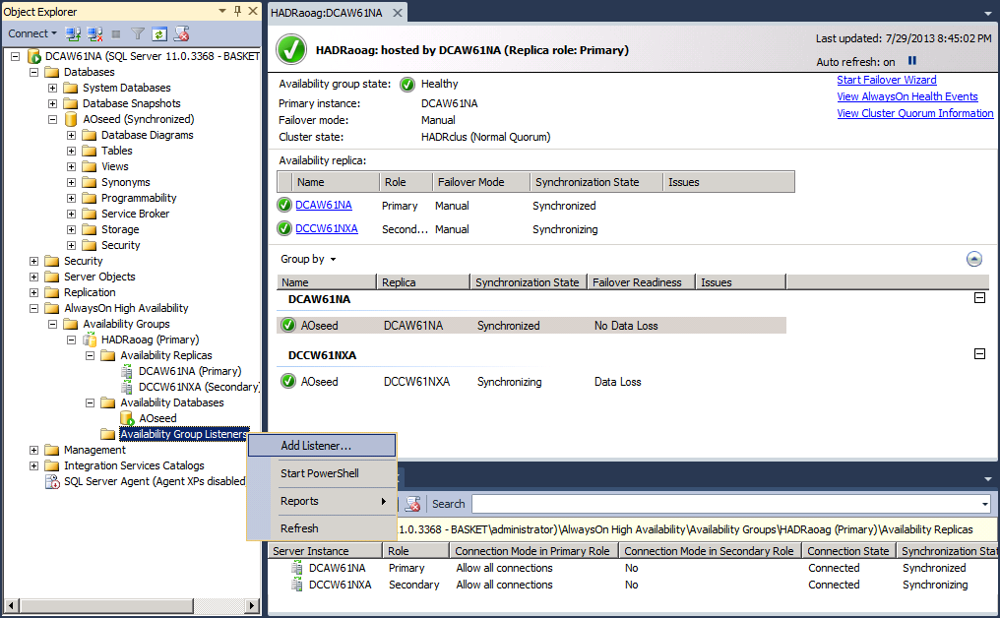 Object Explorer
Connect
DCAW61NA (SQL Server 11.0.3368 - BASKET
Databases
System Databases
Database Snapshots
AOseed (Synchronized)
Database Diagrams
Tables
Views
Synonyms
Programmability
Service Broker
Storage
Security
Security
Server Objects
Replication
AlwaysOn High Availability
Availability Groups
HADRaoag (Primary)
Availability Replicas
DCAW61NA (Primary)
DCCW61NXA (Secondary)
Availability Databases
AOseed
Availability Group Listeners
Management
Integration Services Catalogs
SQL Server Agent (Agent XPs disabled
Add Listener...
Start PowerShell
Reports
Refresh
HADRaoag:DCAW61NA
HADRaoag: hosted by DCAW61NA (Replica role: Primary)
Last updated: 7/29/2013 8:45:02 PM
Auto refresh: on
Availability group state: Healthy
Primary instance: DCAW61NA
Failover mode: Manual
Cluster state: HADRclus (Normal Quorum)
Start Failover Wizard
View AlwaysOn Health Events
View Cluster Quorum Information
Availability replica:
Name Role Failover Mode Synchronization State Issues
DCAW61NA Primary Manual Synchronized
DCCW61NXA Second... Manual Synchronizing
Group by
Name Replica Synchronization State Failover Readiness Issues
DCAW61NA
AOseed DCAW61NA Synchronized No Data Loss
DCCW61NXA
AOseed DCCW61NXA Synchronizing Data Loss
Search
1.0.3368 - BASKET\administrator)\AlwaysOn High Availability\Availability Groups\HADRaoag (Primary)\Availability Replicas
Server Instance Role Connection Mode in Primary Role Connection Mode in Secondary Role Connection State Synchronization Stat
DCAW61NA Primary Allow all connections No Connected Synchronized
DCCW61NXA Secondary Allow all connections No Connected Synchronizing